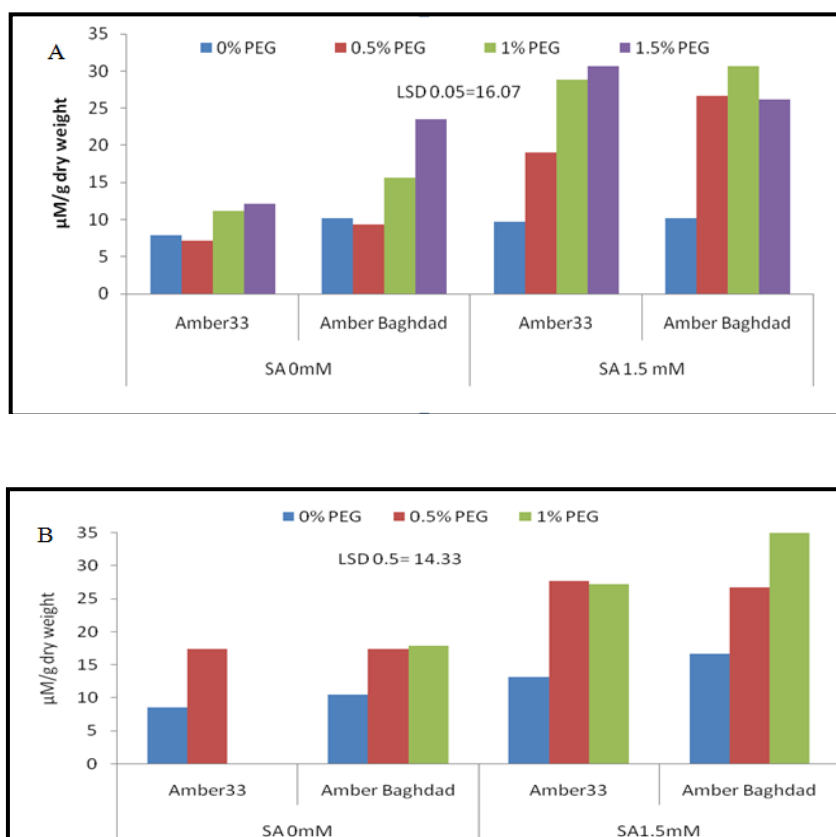 A
0% PEG 0.5% PEG 1% PEG 1.5% PEG
LSD 0.05=16.07
µM/g dry weight
35
30
25
20
15
10
5
0
Amber33 Amber Baghdad Amber33 Amber Baghdad
SA 0mM SA 1.5 mM
B
0% PEG 0.5% PEG 1% PEG
LSD 0.5= 14.33
µM/g dry weight
35
30
25
20
15
10
5
0
Amber33 Amber Baghdad Amber33 Amber Baghdad
SA 0mM SA1.5mM